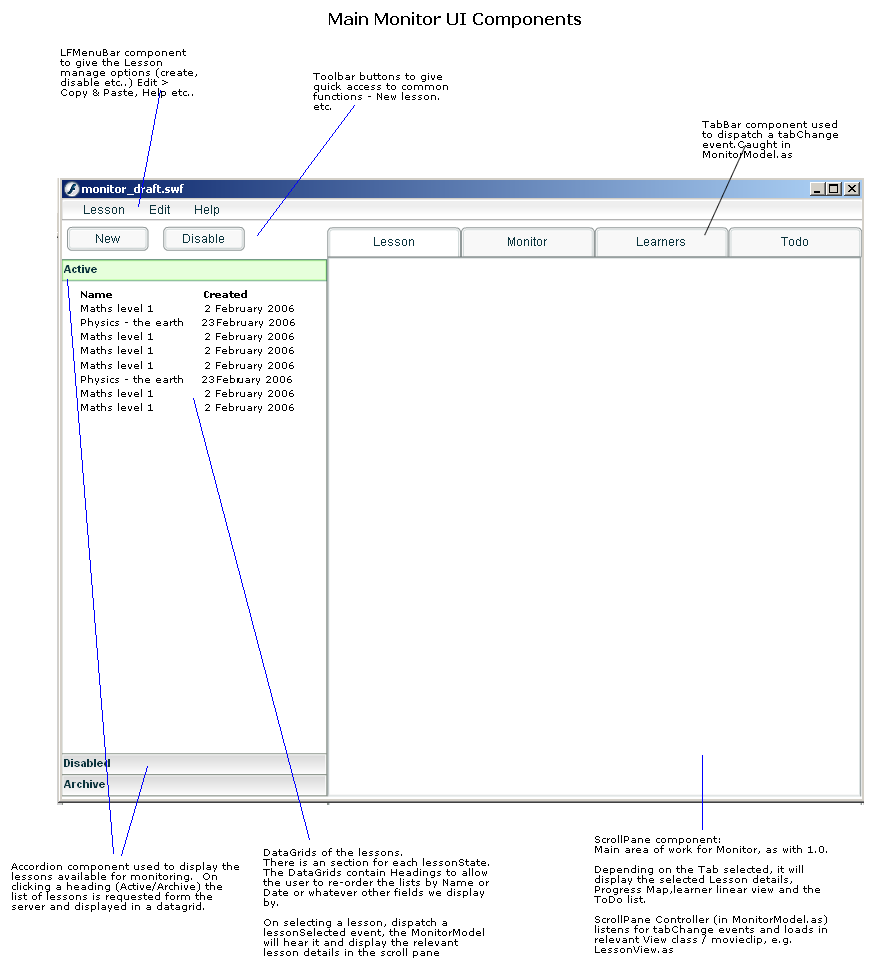 Main Monitor UI Components
LFMenuBar component
to give the Lesson
manage options (create,
disable etc..) Edit >
Copy & Paste, Help etc..
Toolbar buttons to give
quick access to common
functions - New lesson.
etc.
TabBar component used
to dispatch a tabChange
event.Caught in
MonitorModel.as
monitor_draft.swf
Lesson Edit Help
New Disable
Lesson Monitor Learners Todo
Active
Name Created
Maths level 1 2 February 2006
Physics - the earth 23February 2006
Maths level 1 2 February 2006
Maths level 1 2 February 2006
Maths level 1 2 February 2006
Physics - the earth 23February 2006
Maths level 1 2 February 2006
Maths level 1 2 February 2006
Disabled
Archive
Accordion component used to display the
lessons available for monitoring. On
clicking a heading (Active/Archive) the
list of lessons is requested form the
server and displayed in a datagrid.
DataGrids of the lessons.
There is an section for each lessonState.
The DataGrids contain Headings to allow
the user to re-order the lists by Name or
Date or whatever other fields we display
by.
On selecting a lesson, dispatch a
lessonSelected event, the MonitorModel
will hear it and display the relevant
lesson details in the scroll pane
ScrollPane component:
Main area of work for Monitor, as with 1.0.
Depending on the Tab selected, it will
display the selected Lesson details,
Progress Map,learner linear view and the
ToDo list.
ScrollPane Controller (in MonitorModel.as)
listens for tabChange events and loads in
relevant View class / movieclip, e.g.
LessonView.as